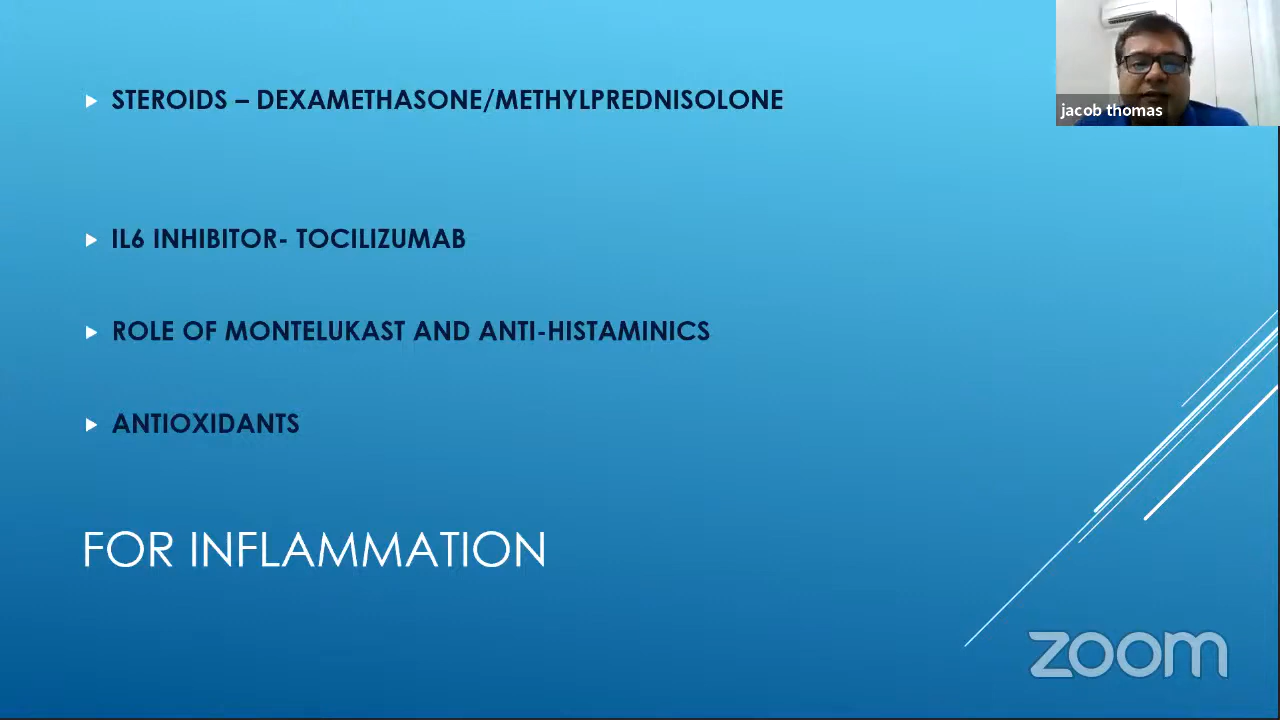 STEROIDS – DEXAMETHASONE/METHYLPREDNISOLONE
jacob thomas
IL6 INHIBITOR- TOCILIZUMAB
ROLE OF MONTELUKAST AND ANTI-HISTAMINICS
ANTIOXIDANTS
FOR INFLAMMATION
zoom